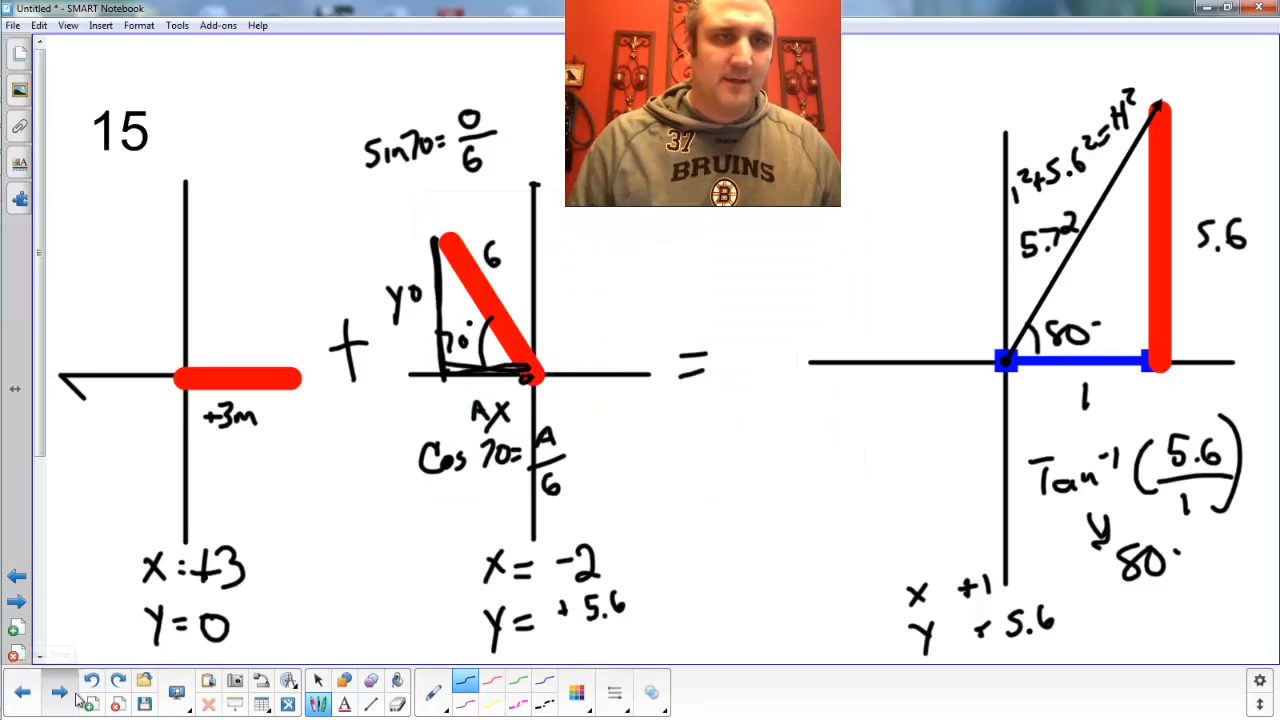 Untitled * - SMART Notebook
File Edit View Insert Format Tools Add-ons Help
15
Sin70= O/6
37
BRUINS
B
1²+5.6²=H²
5.7²
5.6
6
YO
70°
+
=
80°
+3m
AX
1
Cos 70= A/6
Tan⁻¹ (5.6/1)
80°
X=+3
Y=0
X= -2
Y= +5.6
X +1
Y +5.6
A